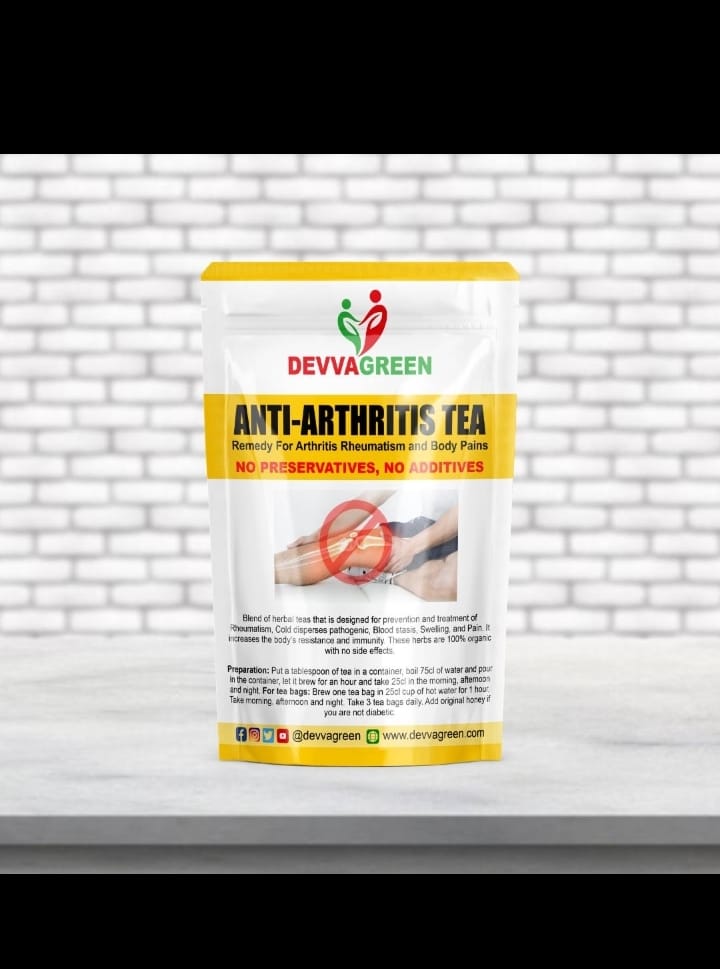 DEVVAGREEN
ANTI-ARTHRITIS TEA
Remedy For Arthritis Rheumatism and Body Pains
NO PRESERVATIVES, NO ADDITIVES
Blend of herbal teas that is designed for prevention and treatment of
Rheumatism, Cold disperses pathogenic, Blood stasis, Swelling, and Pain. It
increases the body's resistance and immunity. These herbs are 100% organic
with no side effects.
Preparation: Put a tablespoon of tea in a container, boil 75cl of water and pour
in the container, let it brew for an hour and take 25cl in the morning, afternoon
and night. For tea bags: Brew one tea bag in 25cl cup of hot water for 1 hour.
Take morning, afternoon and night. Take 3 tea bags daily. Add original honey if
you are not diabetic.
@devvagreen www.devvagreen.com